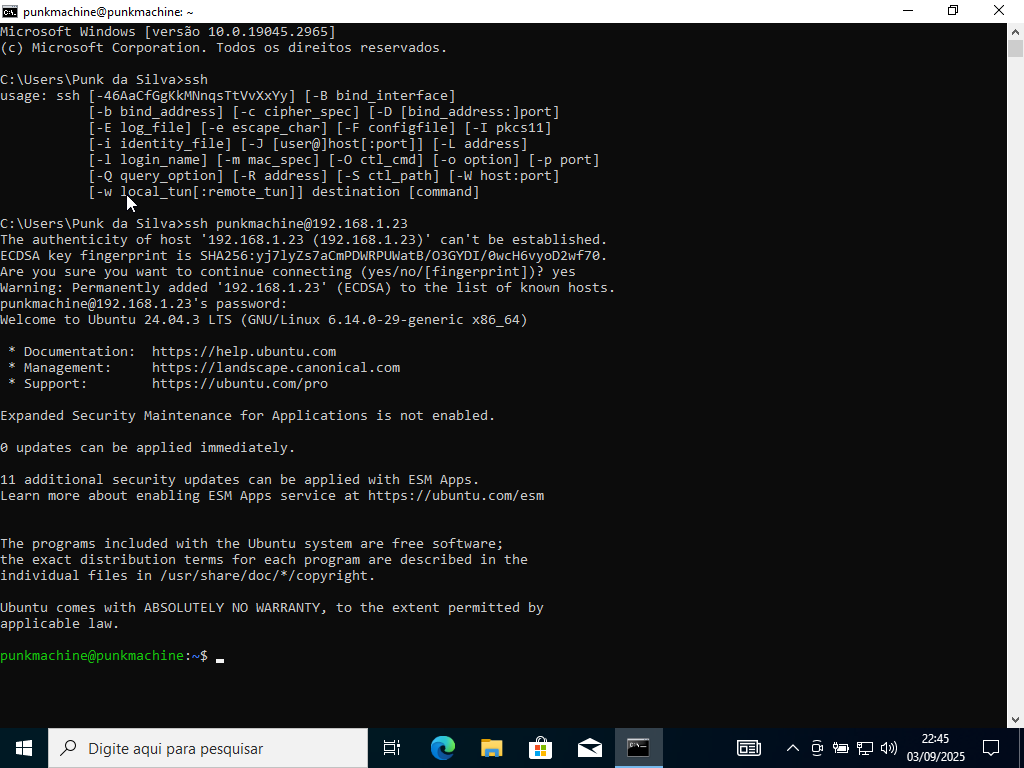 punkmachine@punkmachine: ~
Microsoft Windows [versão 10.0.19045.2965]
(c) Microsoft Corporation. Todos os direitos reservados.
C:\Users\Punk da Silva>ssh
usage: ssh [-46AaCfGgKkMNnqsTtVvXxYy] [-B bind_interface]
           [-b bind_address] [-c cipher_spec] [-D [bind_address:]port]
           [-E log_file] [-e escape_char] [-F configfile] [-I pkcs11]
           [-i identity_file] [-J [user@]host[:port]] [-L address]
           [-l login_name] [-m mac_spec] [-O ctl_cmd] [-o option] [-p port]
           [-Q query_option] [-R address] [-S ctl_path] [-W host:port]
           [-w local_tun[:remote_tun]] destination [command]
C:\Users\Punk da Silva>ssh punkmachine@192.168.1.23
The authenticity of host '192.168.1.23 (192.168.1.23)' can't be established.
ECDSA key fingerprint is SHA256:yj7lyZs7aCmPDWRPUWatB/O3GYDI/0wcH6vyoD2wf70.
Are you sure you want to continue connecting (yes/no/[fingerprint])? yes
Warning: Permanently added '192.168.1.23' (ECDSA) to the list of known hosts.
punkmachine@192.168.1.23's password:
Welcome to Ubuntu 24.04.3 LTS (GNU/Linux 6.14.0-29-generic x86_64)
 * Documentation:  https://help.ubuntu.com
 * Management:     https://landscape.canonical.com
 * Support:        https://ubuntu.com/pro
Expanded Security Maintenance for Applications is not enabled.
0 updates can be applied immediately.
11 additional security updates can be applied with ESM Apps.
Learn more about enabling ESM Apps service at https://ubuntu.com/esm
The programs included with the Ubuntu system are free software;
the exact distribution terms for each program are described in the
individual files in /usr/share/doc/*/copyright.
Ubuntu comes with ABSOLUTELY NO WARRANTY, to the extent permitted by
applicable law.
punkmachine@punkmachine:~$
Digite aqui para pesquisar
22:45
03/09/2025